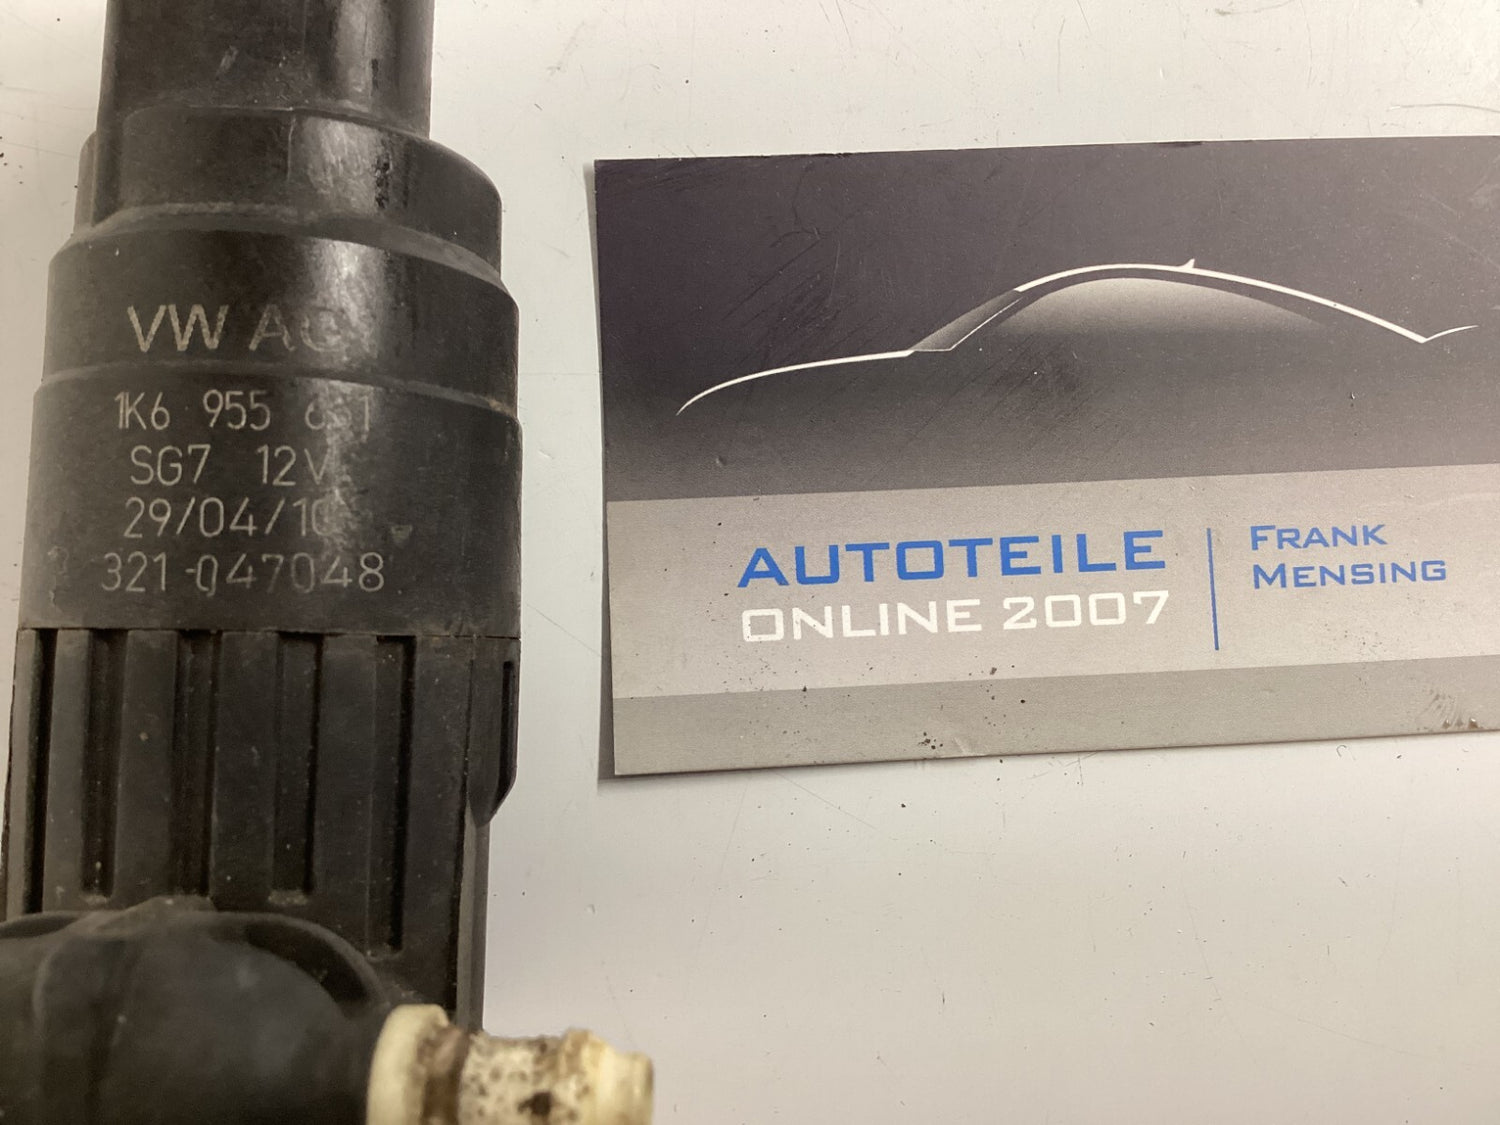 VW AG
1K6 955 651
SG7 12V
29/04/10
321-047048
AUTOTEILE
ONLINE 2007
FRANK
MENSING